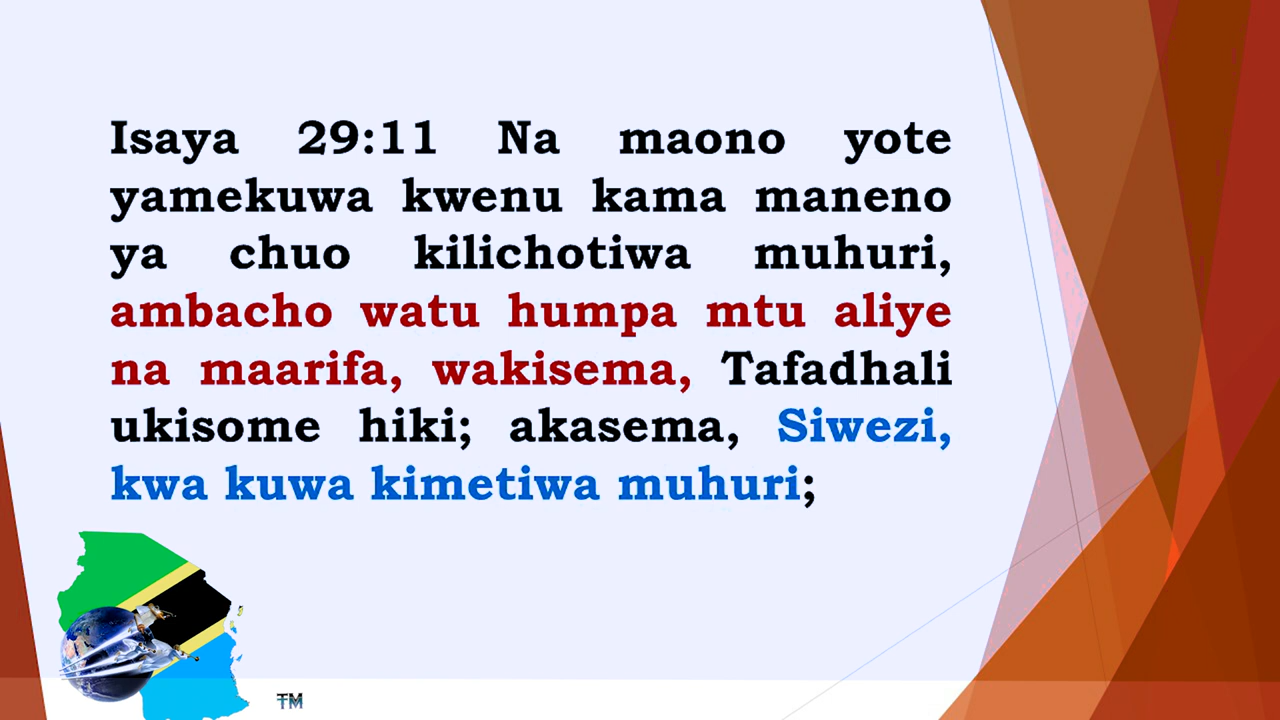 Isaya 29:11 Na maono yote
yamekuwa kwenu kama maneno
ya chuo kilichotiwa muhuri,
ambacho watu humpa mtu aliye
na maarifa, wakisema, Tafadhali
ukisome hiki; akasema, Siwezi,
kwa kuwa kimetiwa muhuri;
TM